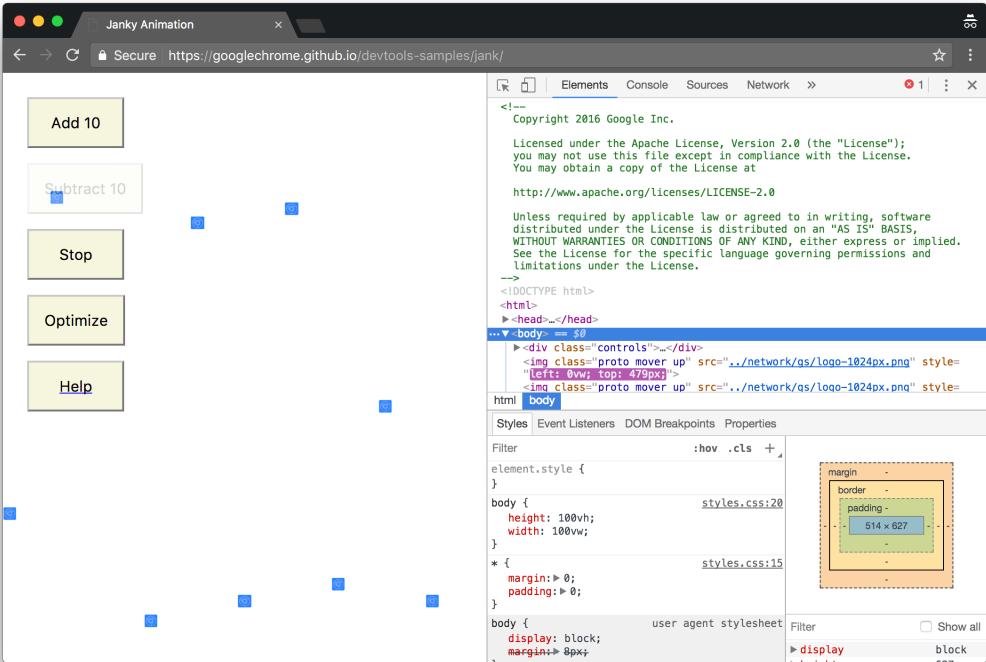 Janky Animation
Secure https://googlechrome.github.io/devtools-samples/jank/
Add 10
Subtract 10
Stop
Optimize
Help
Elements Console Sources Network » 1
<!--
Copyright 2016 Google Inc.
Licensed under the Apache License, Version 2.0 (the "License");
you may not use this file except in compliance with the License.
You may obtain a copy of the License at
http://www.apache.org/licenses/LICENSE-2.0
Unless required by applicable law or agreed to in writing, software
distributed under the License is distributed on an "AS IS" BASIS,
WITHOUT WARRANTIES OR CONDITIONS OF ANY KIND, either express or implied.
See the License for the specific language governing permissions and
limitations under the License.
-->
<!DOCTYPE html>
<html>
▶<head>…</head>
…▼<body> == $0
▶<div class="controls">…</div>
<img class="proto mover up" src="../network/gs/logo-1024px.png" style=
"left: 0vw; top: 479px;">
<img class="proto mover up" src="../network/gs/logo-1024px.png" style=
html body
Styles Event Listeners DOM Breakpoints Properties
Filter :hov .cls +
element.style {
}
body { styles.css:20
height: 100vh;
width: 100vw;
}
* { styles.css:15
margin:▶0;
padding:▶0;
}
body { user agent stylesheet
display: block;
margin:▶8px;
margin -
border -
padding -
- - - 514 × 627 - - -
-
-
-
Filter Show all
▶display block